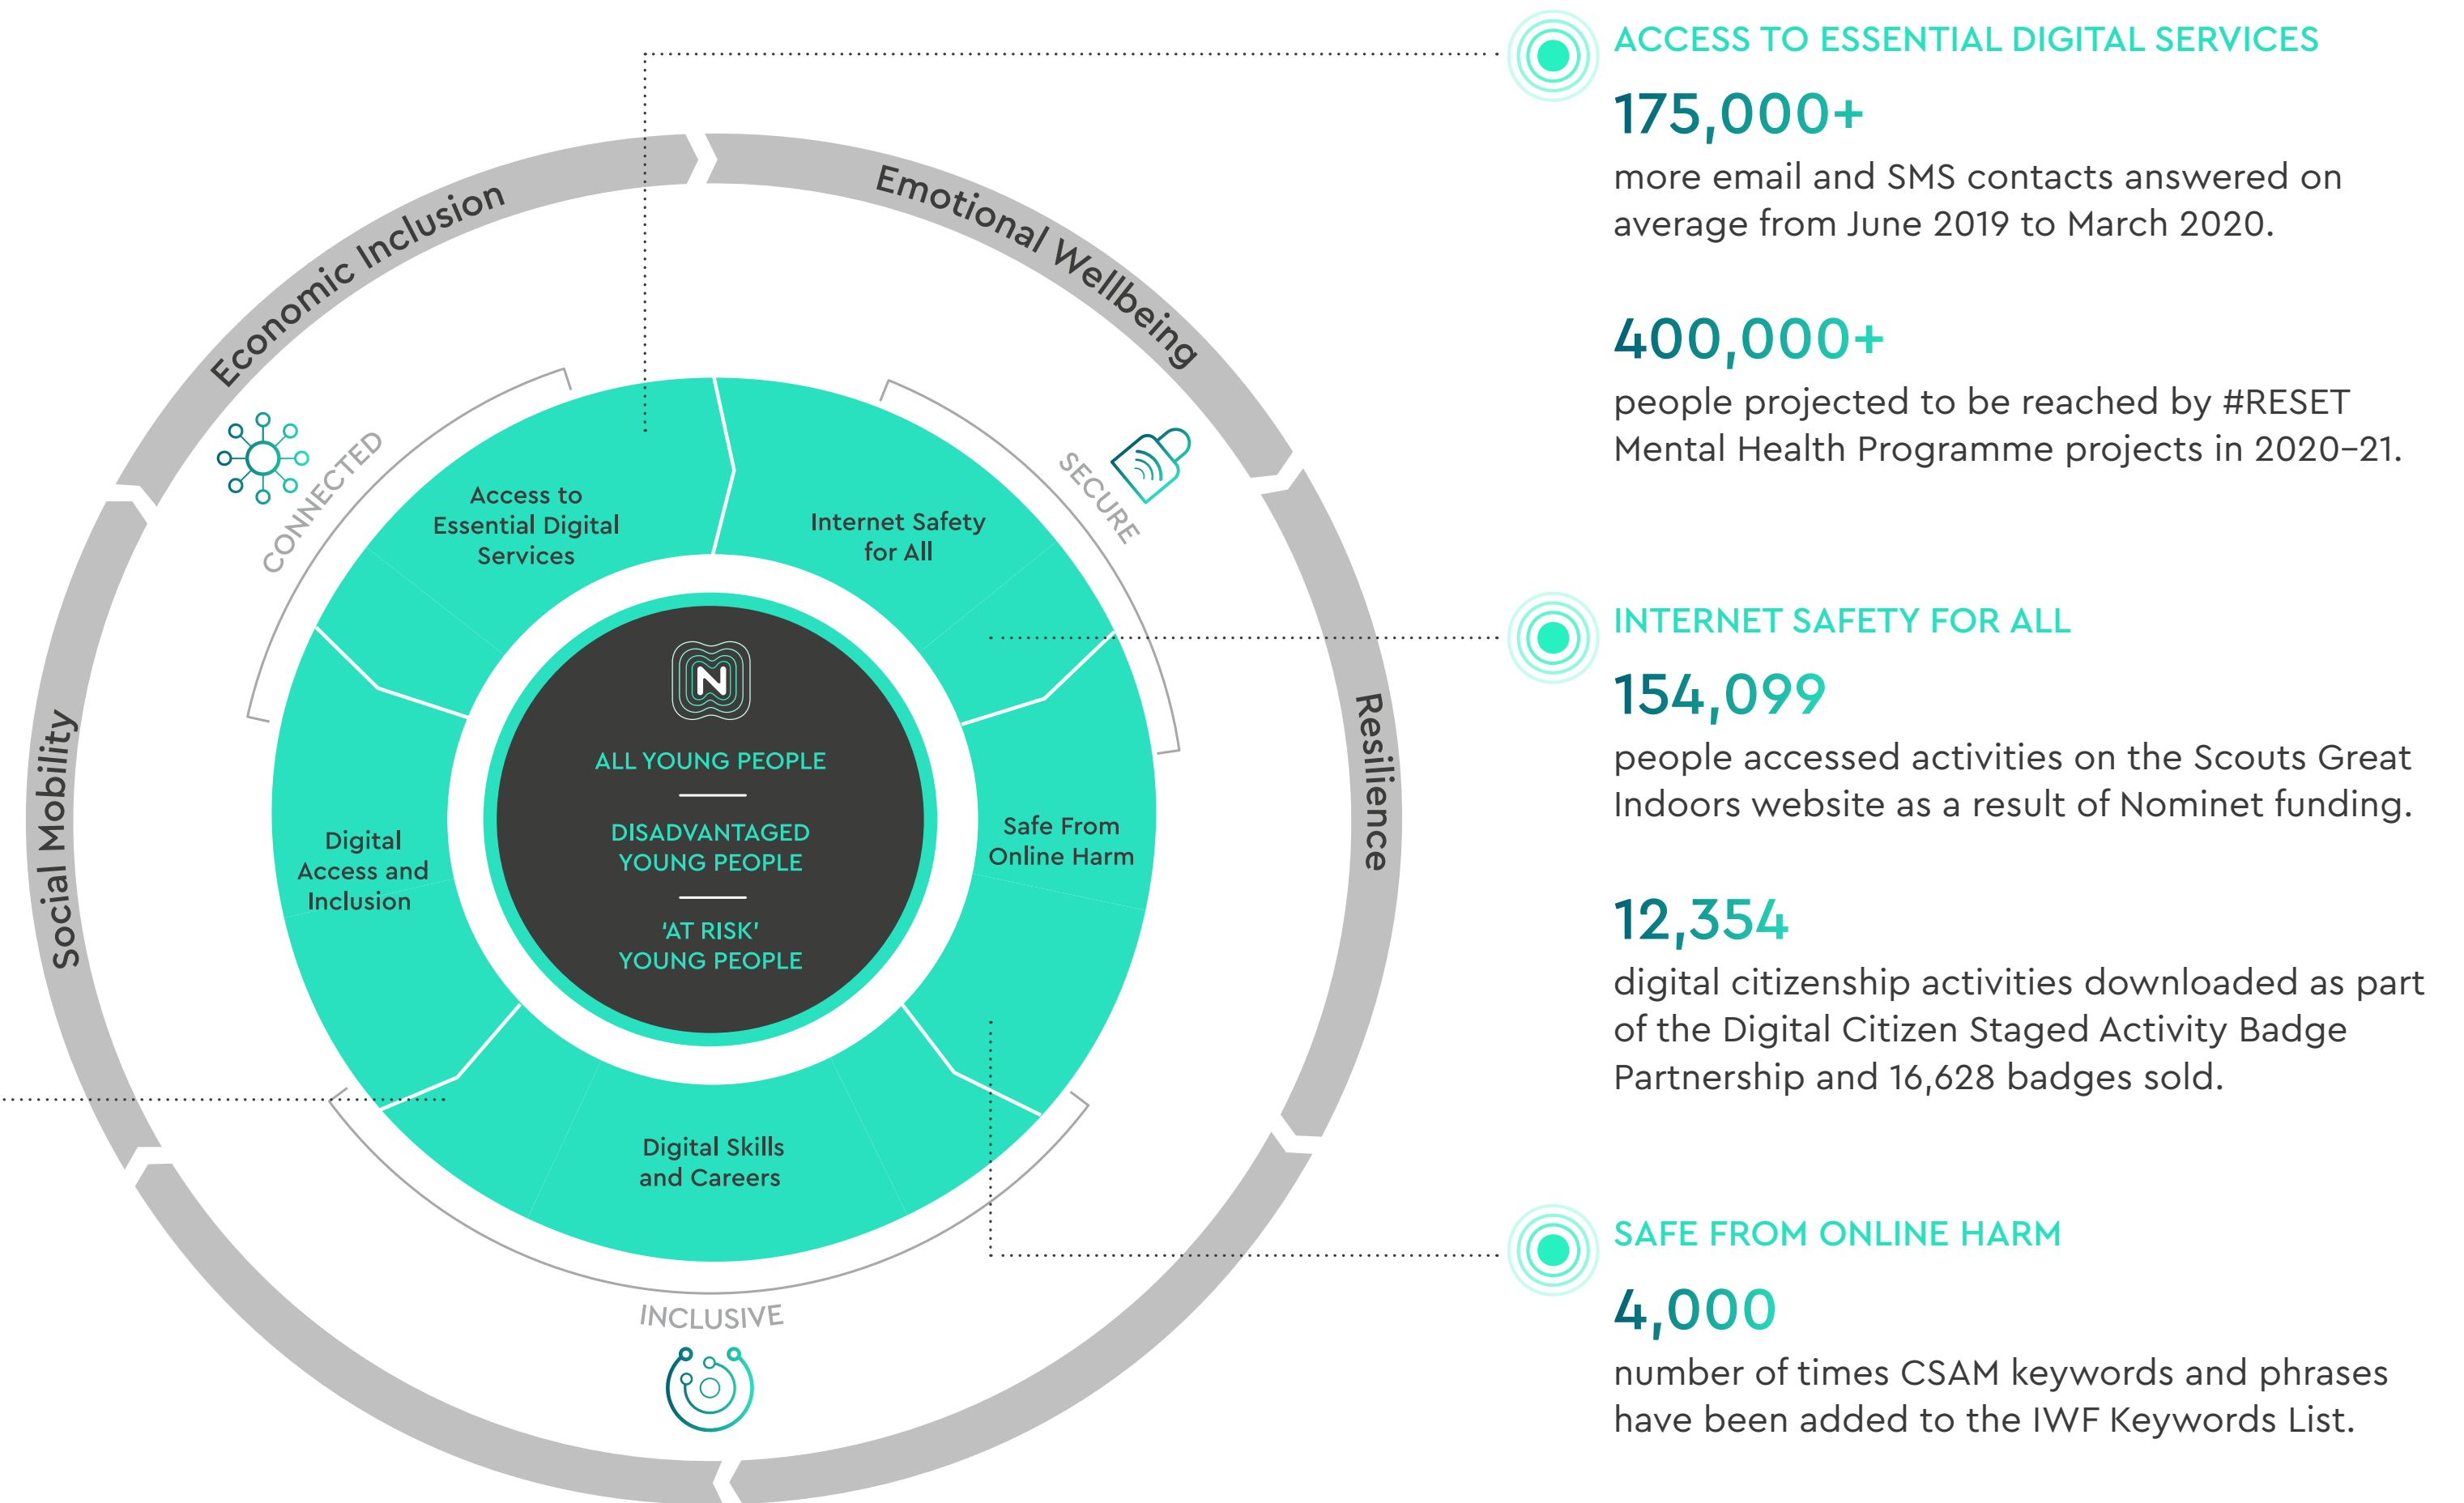 Economic Inclusion
Emotional Wellbeing
Resilience
Social Mobility
CONNECTED
SECURE
INCLUSIVE
Access to
Essential Digital
Services
Internet Safety
for All
Safe From
Online Harm
Digital Skills
and Careers
Digital
Access and
Inclusion
N
ALL YOUNG PEOPLE
DISADVANTAGED
YOUNG PEOPLE
‘AT RISK’
YOUNG PEOPLE
ACCESS TO ESSENTIAL DIGITAL SERVICES
175,000+
more email and SMS contacts answered on
average from June 2019 to March 2020.
400,000+
people projected to be reached by #RESET
Mental Health Programme projects in 2020–21.
INTERNET SAFETY FOR ALL
154,099
people accessed activities on the Scouts Great
Indoors website as a result of Nominet funding.
12,354
digital citizenship activities downloaded as part
of the Digital Citizen Staged Activity Badge
Partnership and 16,628 badges sold.
SAFE FROM ONLINE HARM
4,000
number of times CSAM keywords and phrases
have been added to the IWF Keywords List.